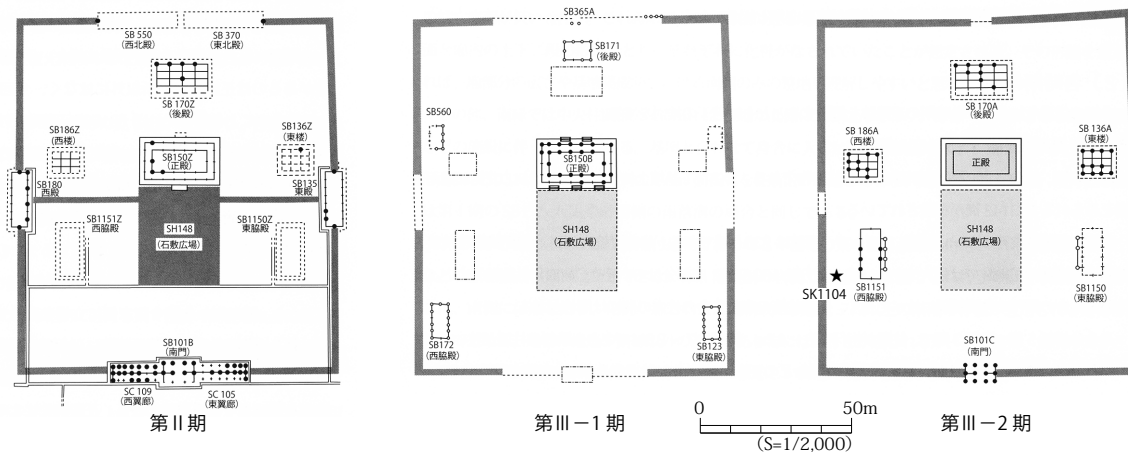 SB 550
(西北殿)
SB 370
(東北殿)
SB 170Z
(後殿)
SB186Z
(西楼)
SB136Z
(東楼)
SB150Z
(正殿)
SB180
西殿
SB135
東殿
SB1151Z
西脇殿
SB1150Z
東脇殿
SH148
(石敷広場)
SB101B
(南門)
SC 109
(西翼廊)
SC 105
(東翼廊)
第Ⅱ期
SB365A
SB171
(後殿)
SB560
SB150B
(正殿)
SH148
(石敷広場)
SB172
(西脇殿)
SB123
(東脇殿)
第Ⅲ－1期
0 50m
(S=1/2,000)
SB 170A
(後殿)
SB 186A
(西楼)
SB 136A
(東楼)
正殿
SH148
(石敷広場)
SK1104
SB1151
(西脇殿)
SB1150
(東脇殿)
SB101C
(南門)
第Ⅲ－2期